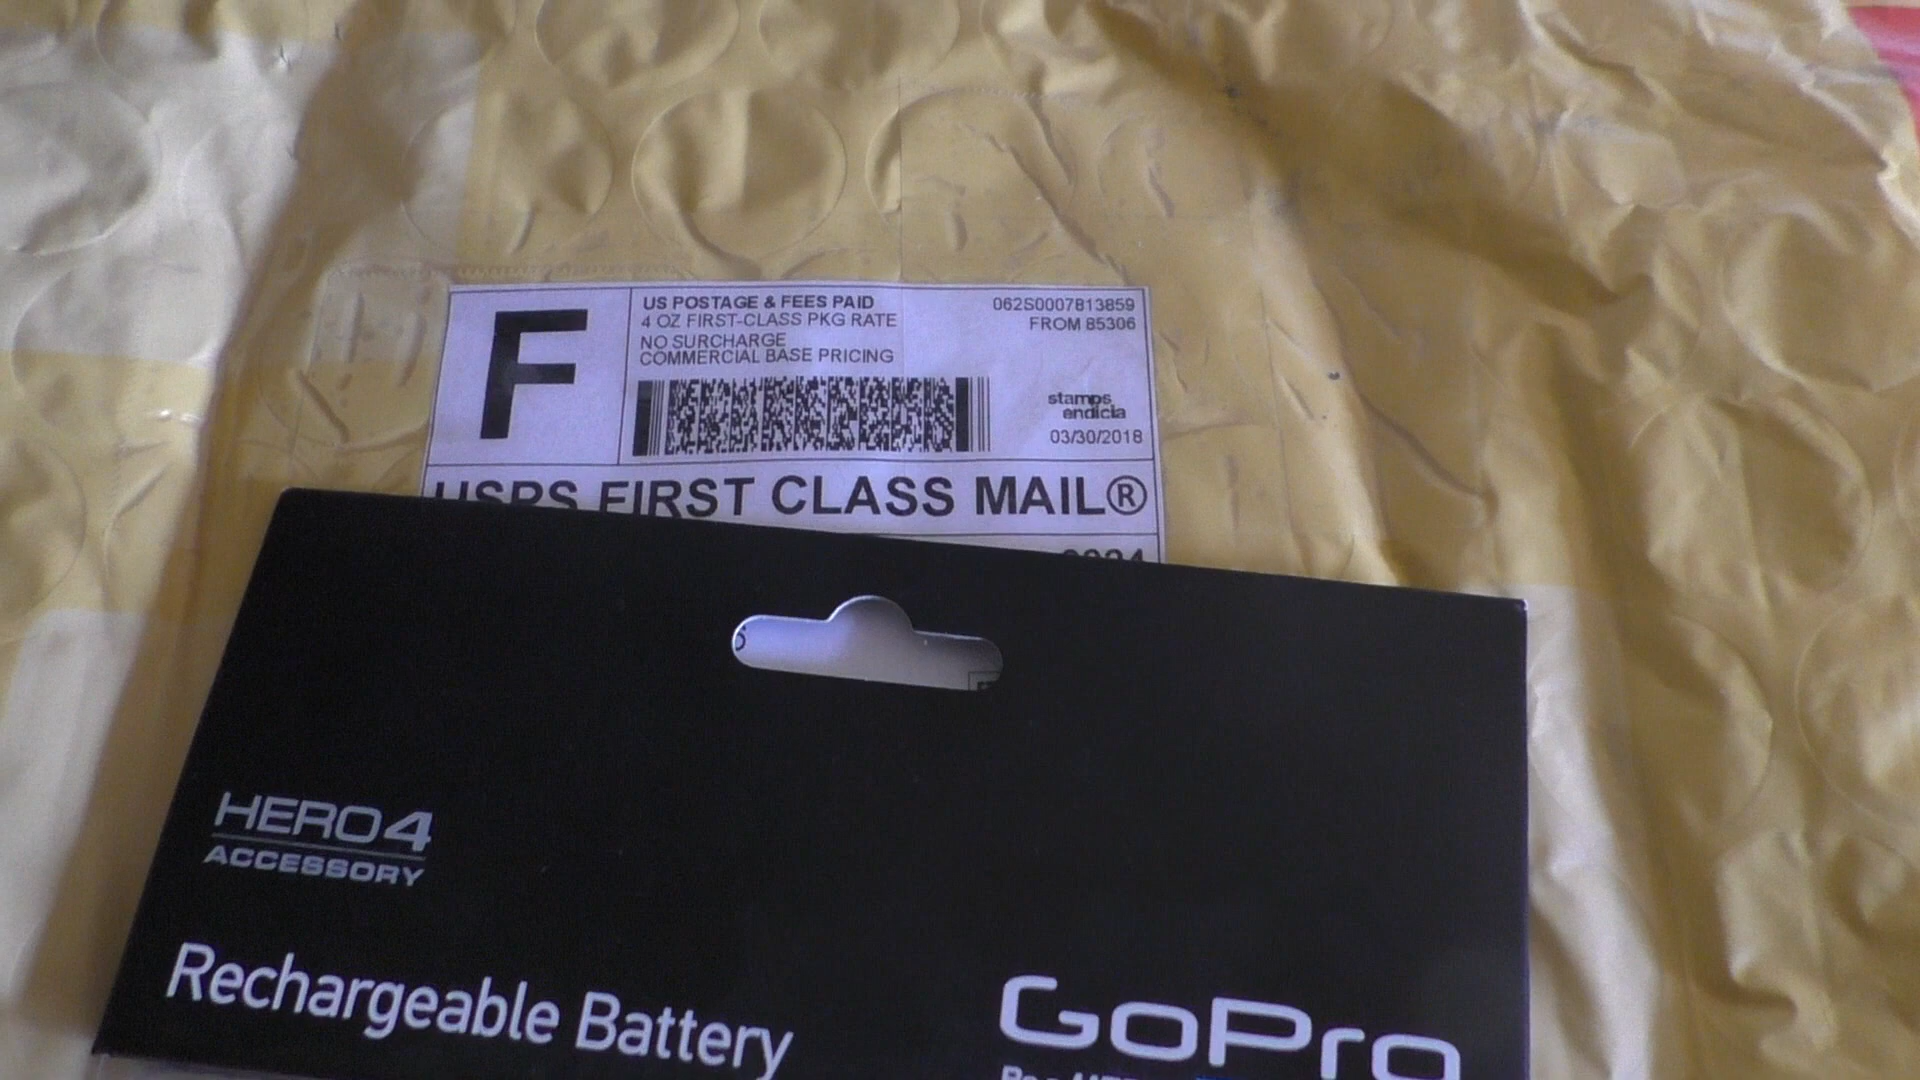 F
US POSTAGE & FEES PAID
4 OZ FIRST-CLASS PKG RATE
NO SURCHARGE
COMMERCIAL BASE PRICING
062S0007813859
FROM 85306
stamps
endicia
03/30/2018
USPS FIRST CLASS MAIL®
HERO4
ACCESSORY
Rechargeable Battery
GoPro